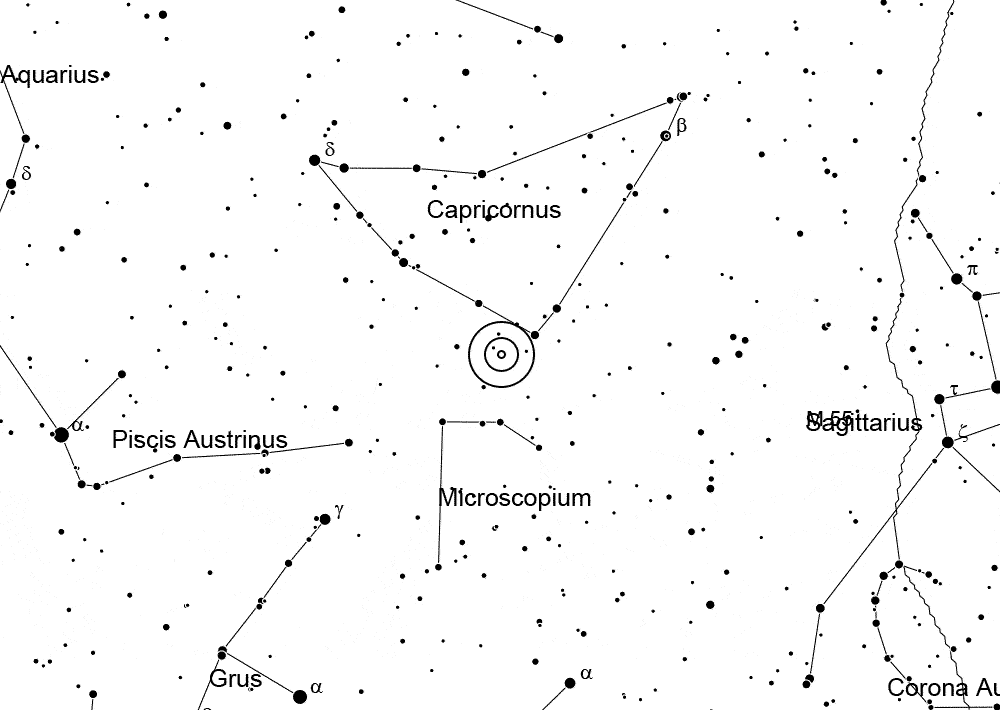 Aquarius
δ
δ
β
Capricornus
π
τ
M 55
Sagittarius
ζ
α
Piscis Austrinus
Microscopium
γ
Grus
α
α
Corona Au